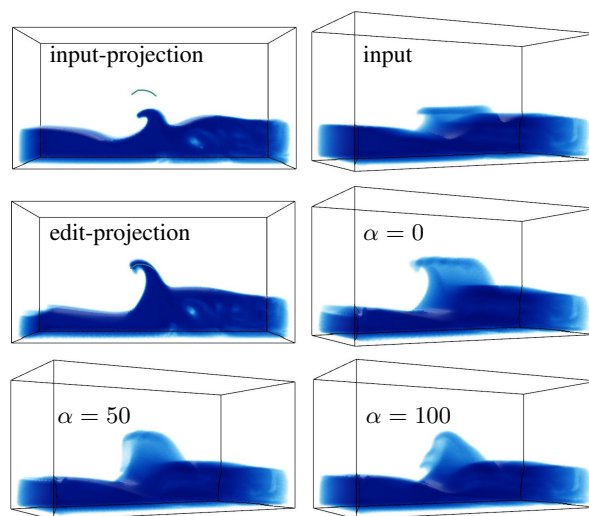 input-projection
input
edit-projection
α = 0
α = 50
α = 100